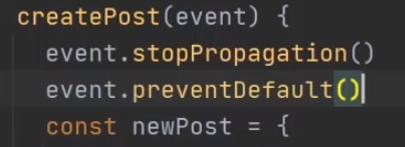 createPost(event) {
event.stopPropagation()
event.preventDefault()
const newPost = {